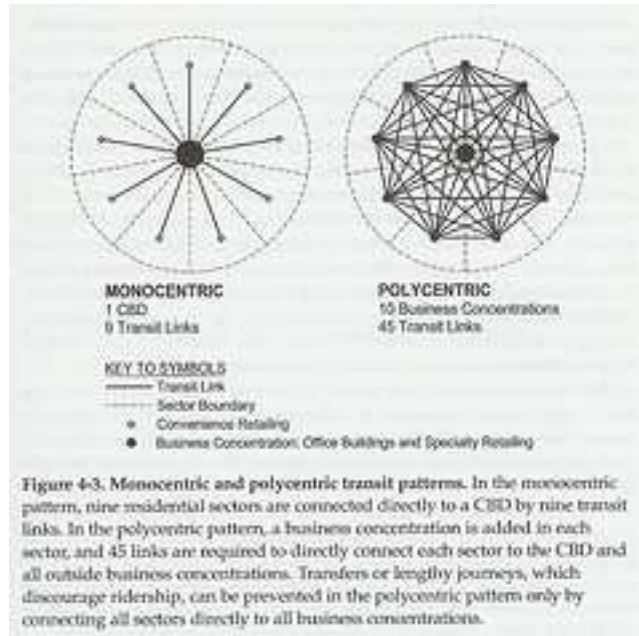 MONOCENTRIC
1 CBD
9 Transit Links
POLYCENTRIC
10 Business Concentrations
45 Transit Links
KEY TO SYMBOLS
Transit Link
Sector Boundary
Convenience Retailing
Business Concentration, Office Buildings and Specialty Retailing
Figure 4-3. Monocentric and polycentric transit patterns. In the monocentric
pattern, nine residential sectors are connected directly to a CBD by nine transit
links. In the polycentric pattern, a business concentration is added in each
sector, and 45 links are required to directly connect each sector to the CBD and
all outside business concentrations. Transfers or lengthy journeys, which
discourage ridership, can be prevented in the polycentric pattern only by
connecting all sectors directly to all business concentrations.